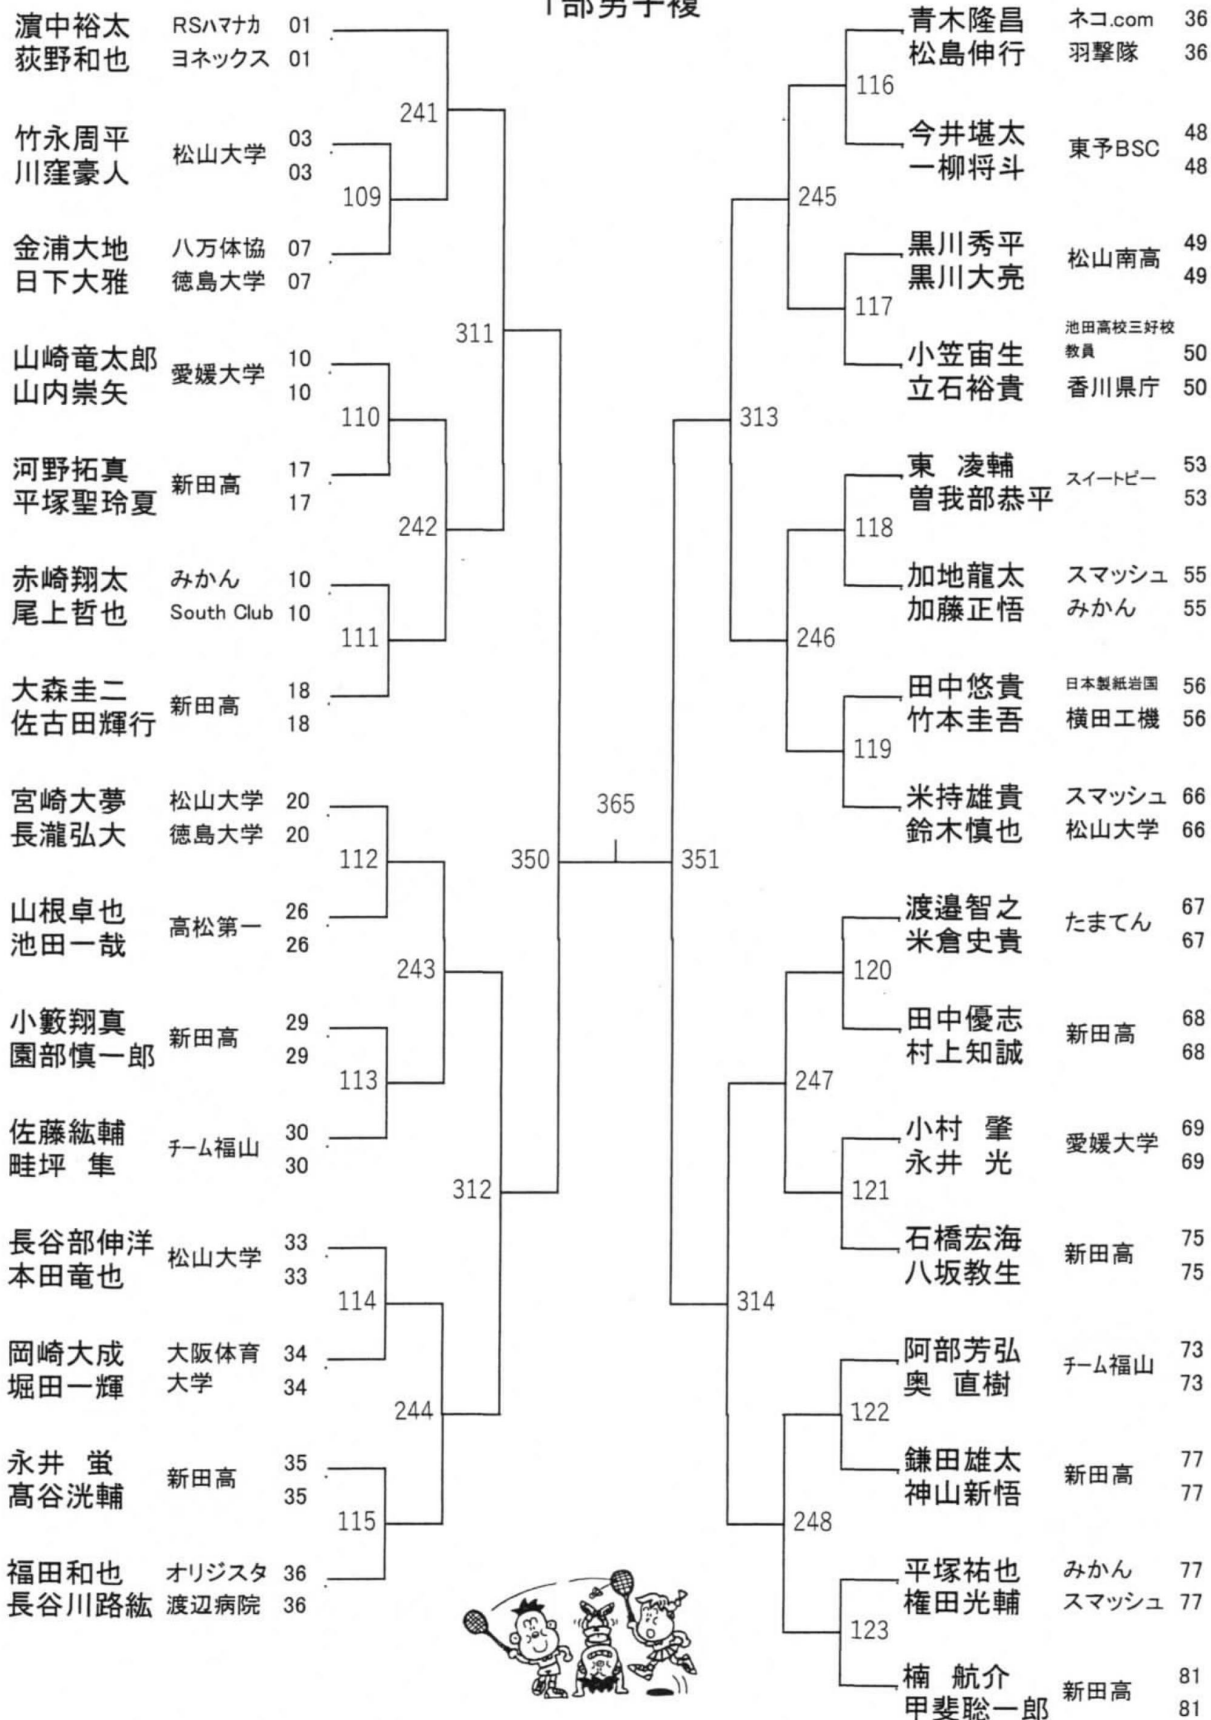 1部男子複
濵中裕太 RSハマナカ 01
荻野和也 ヨネックス 01
241
竹永周平 松山大学 03
川窪豪人 03
109
金浦大地 八万体協 07
日下大雅 徳島大学 07
311
山崎竜太郎 愛媛大学 10
山内崇矢 10
110
河野拓真 新田高 17
平塚聖玲夏 17
242
赤崎翔太 みかん 10
尾上哲也 South Club 10
111
大森圭二 新田高 18
佐古田輝行 18
宮崎大夢 松山大学 20
長瀧弘大 徳島大学 20
112
350
山根卓也 高松第一 26
池田一哉 26
243
小籔翔真 新田高 29
園部慎一郎 29
113
佐藤紘輔 チーム福山 30
畦坪 隼 30
312
長谷部伸洋 松山大学 33
本田竜也 33
114
岡崎大成 大阪体育 34
堀田一輝 大学 34
244
永井 蛍 新田高 35
髙谷洸輔 35
115
福田和也 オリジスタ 36
長谷川路紘 渡辺病院 36
365
青木隆昌 ネコ.com 36
松島伸行 羽撃隊 36
116
今井堪太 東予BSC 48
一柳将斗 48
245
黒川秀平 松山南高 49
黒川大亮 49
117
池田高校三好校
小笠宙生 教員 50
立石裕貴 香川県庁 50
313
東 凌輔 スイートピー 53
曽我部恭平 53
118
加地龍太 スマッシュ 55
加藤正悟 みかん 55
246
田中悠貴 日本製紙岩国 56
竹本圭吾 横田工機 56
119
米持雄貴 スマッシュ 66
鈴木慎也 松山大学 66
351
渡邉智之 たまてん 67
米倉史貴 67
120
田中優志 新田高 68
村上知誠 68
247
小村 肇 愛媛大学 69
永井 光 69
121
石橋宏海 新田高 75
八坂教生 75
314
阿部芳弘 チーム福山 73
奥 直樹 73
122
鎌田雄太 新田高 77
神山新悟 77
248
平塚祐也 みかん 77
権田光輔 スマッシュ 77
123
楠 航介 新田高 81
甲斐聡一郎 81